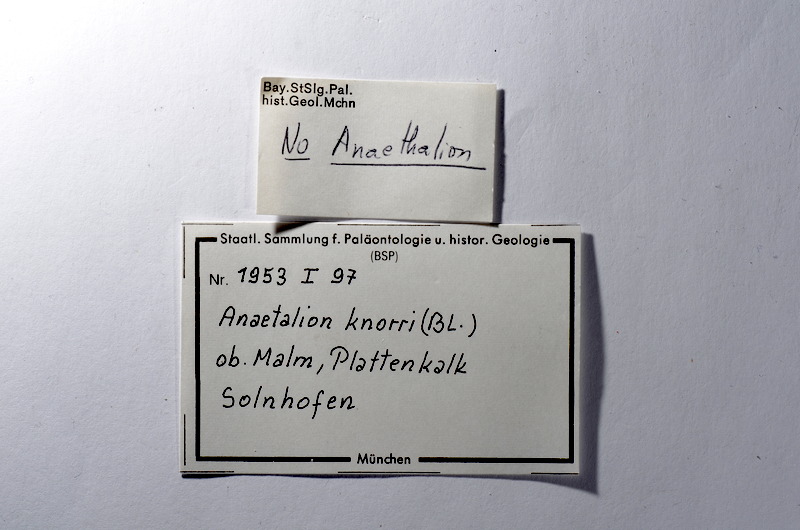 Bay.StSlg.Pal.
hist.Geol.Mchn
No Anaethalion
Staatl. Sammlung f. Paläontologie u. histor. Geologie
(BSP)
Nr. 1953 I 97
Anaetalion knorri (BL.)
ob. Malm, Plattenkalk
Solnhofen
München